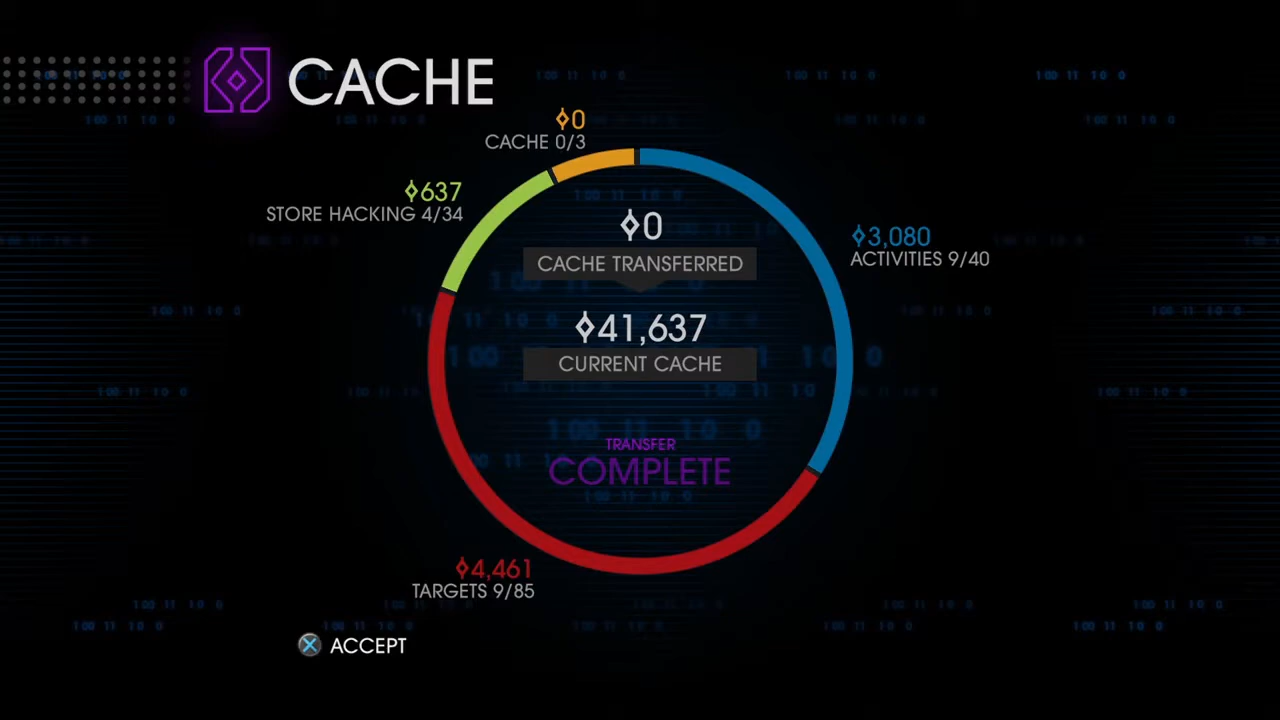 CACHE
0
CACHE 0/3
637
STORE HACKING 4/34
3,080
ACTIVITIES 9/40
0
CACHE TRANSFERRED
41,637
CURRENT CACHE
TRANSFER
COMPLETE
4,461
TARGETS 9/85
ACCEPT